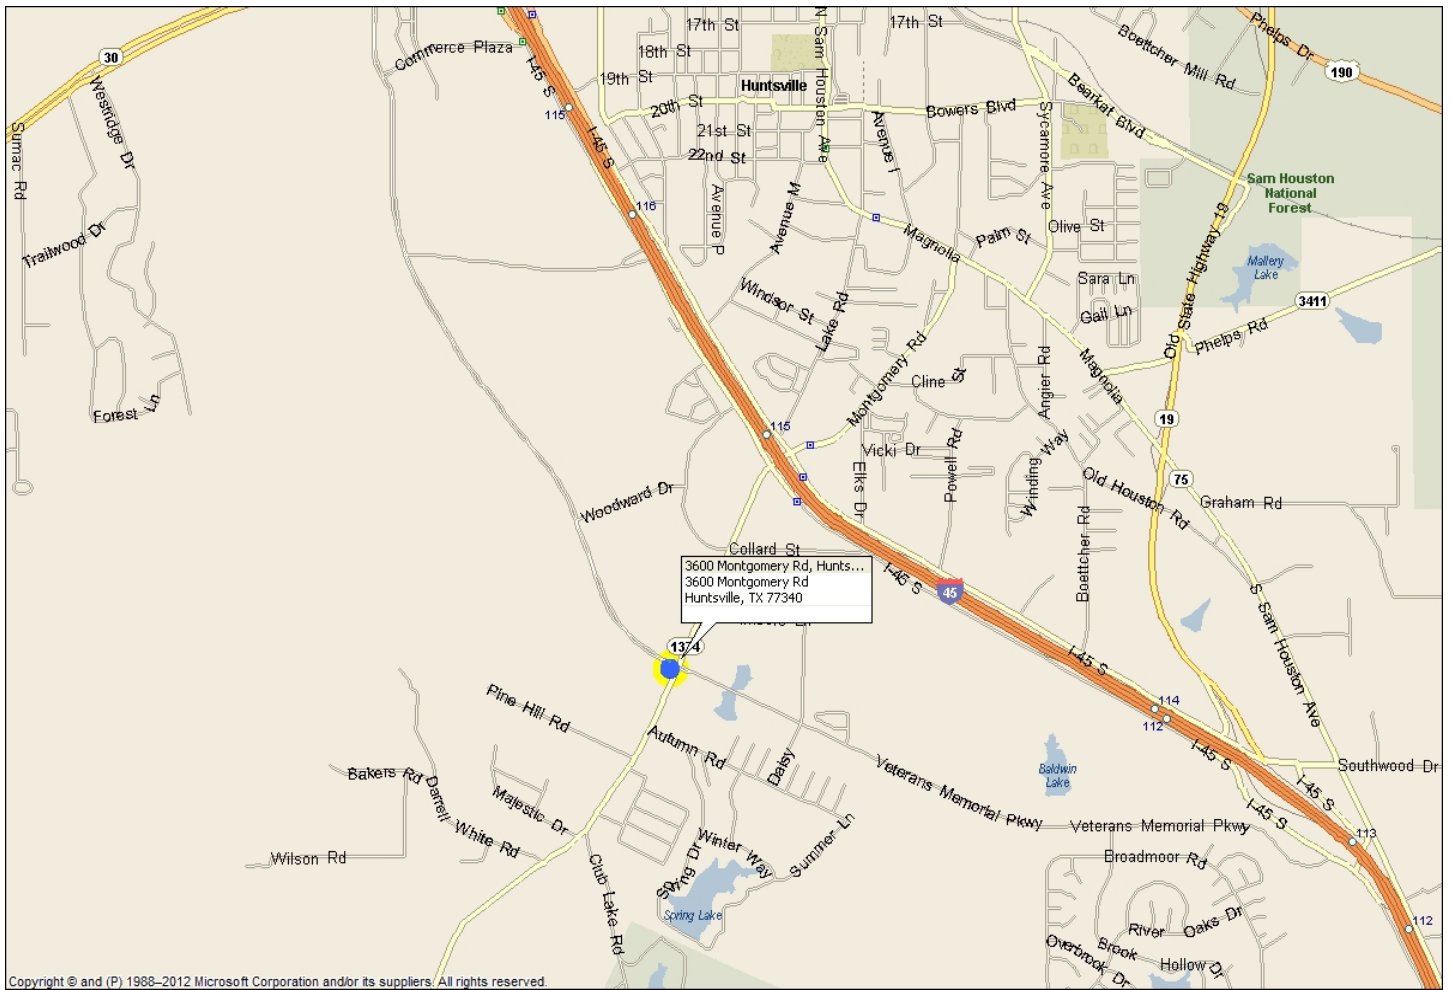 17th St
N Sam Houston Ave
17th St
Phelps Dr
30
Commerce Plaza
18th St
Boettcher Mill Rd
190
I-45 S
19th St
Huntsville
Bearkat Blvd
Westridge Dr
115
20th St
Bowers Blvd
Sycamore Ave
Sumac Rd
I-45 S
21st St
Avenue I
22nd St
Sam Houston
National
Forest
116
Avenue P
Avenue M
Magnolia
Palm St
Olive St
Old State Highway 19
Trailwood Dr
Mallery
Lake
Sara Ln
Windsor St
Lake Rd
3411
Gail Ln
Phelps Rd
Montgomery Rd
Magnolia
Cline St
Angier Rd
Forest Ln
19
115
Vicki Dr
Powell Rd
Winding Way
Elks Dr
Old Houston Rd
75
Graham Rd
Woodward Dr
Boettcher Rd
Collard St
3600 Montgomery Rd, Hunts...
3600 Montgomery Rd
Huntsville, TX 77340
I-45 S
45
S Sam Houston Ave
1374
I-45 S
Pine Hill Rd
114
112
Autumn Rd
Daisy
Veterans Memorial Pkwy
Baldwin
Lake
I-45 S
Southwood Dr
Bakers Rd
Darrell White Rd
Majestic Dr
I-45 S
I-45 S
Veterans Memorial Pkwy
113
Winter Way
Summer Ln
Wilson Rd
Broadmoor Rd
Club Lake Rd
Spring Dr
Spring Lake
River Oaks Dr
112
Overbrook Dr
Brook Hollow Dr
Copyright © and (P) 1988–2012 Microsoft Corporation and/or its suppliers. All rights reserved.